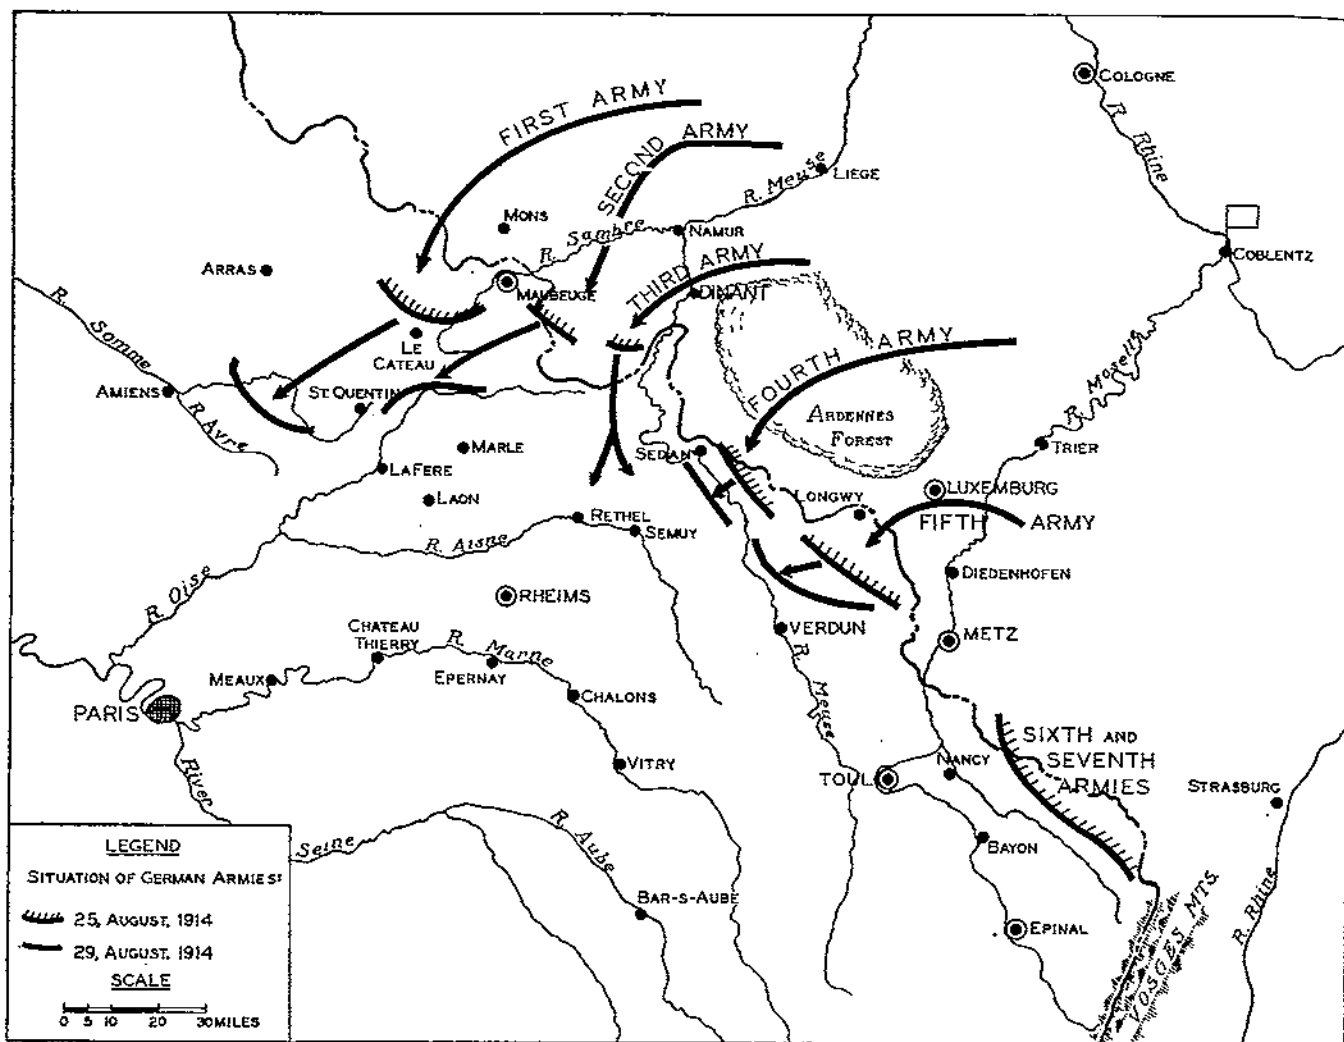 COLOGNE
R. Rhine
FIRST ARMY
SECOND ARMY
R. Meuse
LIEGE
MONS
R. Sambre
NAMUR
COBLENTZ
ARRAS
MAUBEUGE
THIRD ARMY
DINANT
R. Somme
LE
CATEAU
FOURTH ARMY
R. Moselle
AMIENS
ST. QUENTIN
ARDENNES
FOREST
R. Avre
MARLE
SEDAN
TRIER
LAFERE
LAON
LONGWY
LUXEMBURG
FIFTH ARMY
RETHEL
SEMUY
R. Aisne
DIEDENHOFEN
R. Oise
RHEIMS
CHATEAU
THIERRY
R. Marne
VERDUN
METZ
MEAUX
EPERNAY
CHALONS
R. Meuse
PARIS
SIXTH AND
SEVENTH
ARMIES
VITRY
TOUL
NANCY
STRASBURG
River Seine
R. Aube
BAYON
BAR-S-AUBE
EPINAL
VOSGES MTS.
R. Rhine
LEGEND
SITUATION OF GERMAN ARMIES:
25, AUGUST, 1914
29, AUGUST, 1914
SCALE
0 5 10 20 30 MILES